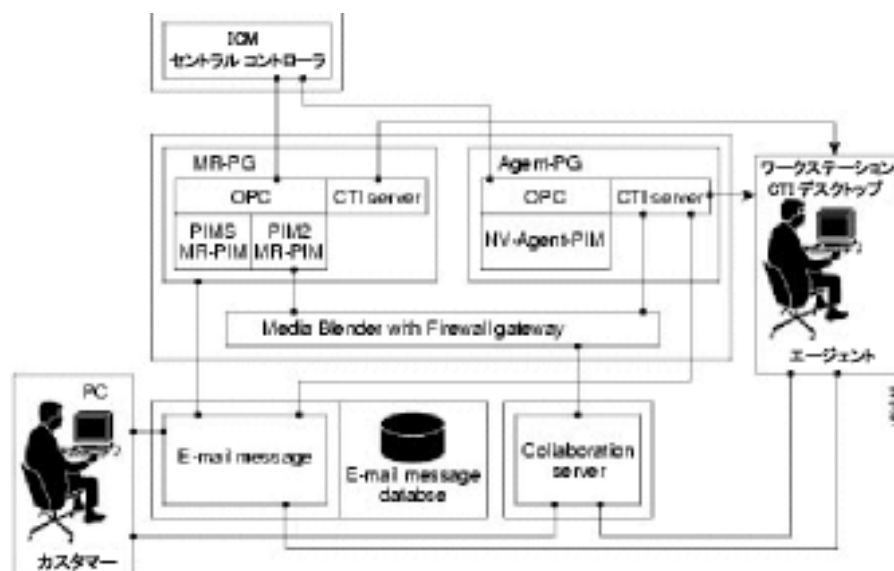 ICM
セントラル コントローラ
MR-PG
OPC
CTI server
PIM3
MR-PIM
PIM2
MR-PIM
Agent-PG
OPC
CTI server
NV-Agent-PIM
ワークステーション
CTI デスクトップ
エージェント
Media Blender with Firewall gateway
PC
カスタマー
E-mail message
E-mail message
databse
Collaboration
server